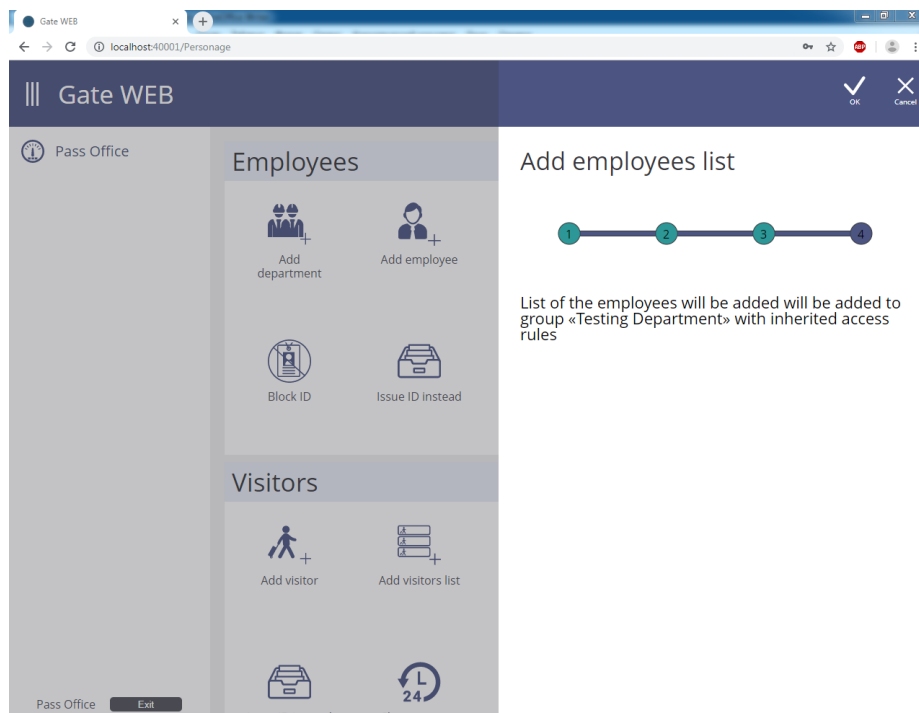 Gate WEB
localhost:40001/Personage
ABP
Gate WEB
OK
Cancel
Pass Office
Employees
Add department
Add employee
Block ID
Issue ID instead
Visitors
Add visitor
Add visitors list
24
Pass Office
Exit
Add employees list
1 2 3 4
List of the employees will be added will be added to
group «Testing Department» with inherited access
rules